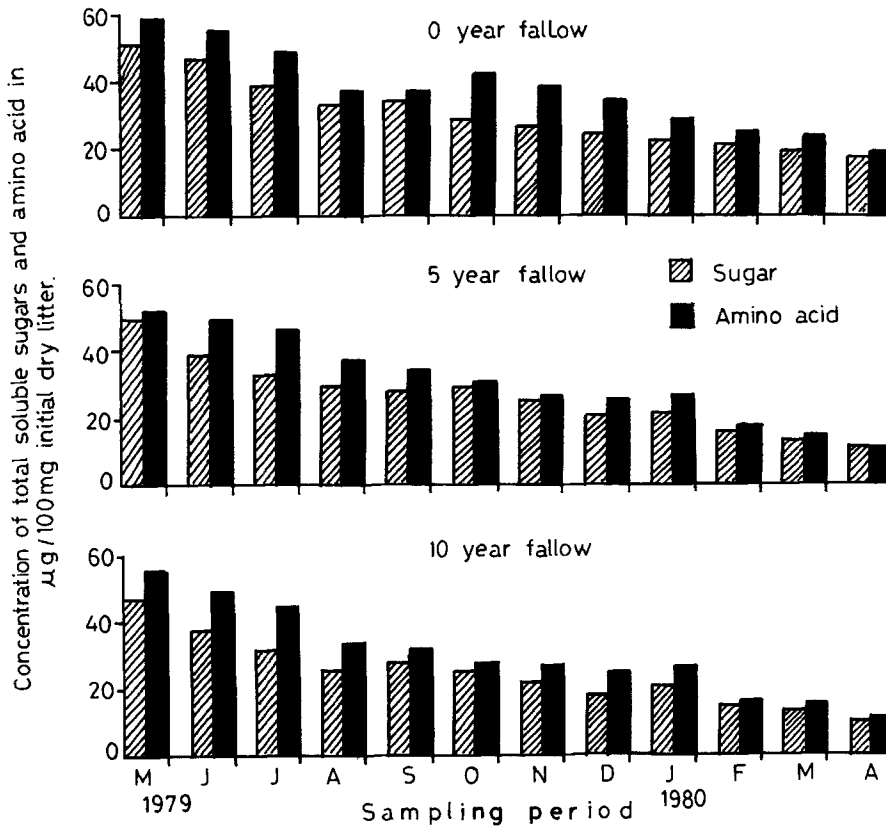 Concentration of total soluble sugars and amino acid in
µg/100mg initial dry litter.
0 year fallow
60
40
20
0
5 year fallow
Sugar
Amino acid
60
40
20
0
10 year fallow
60
40
20
0
M J J A S O N D J F M A
1979 1980
Sampling period